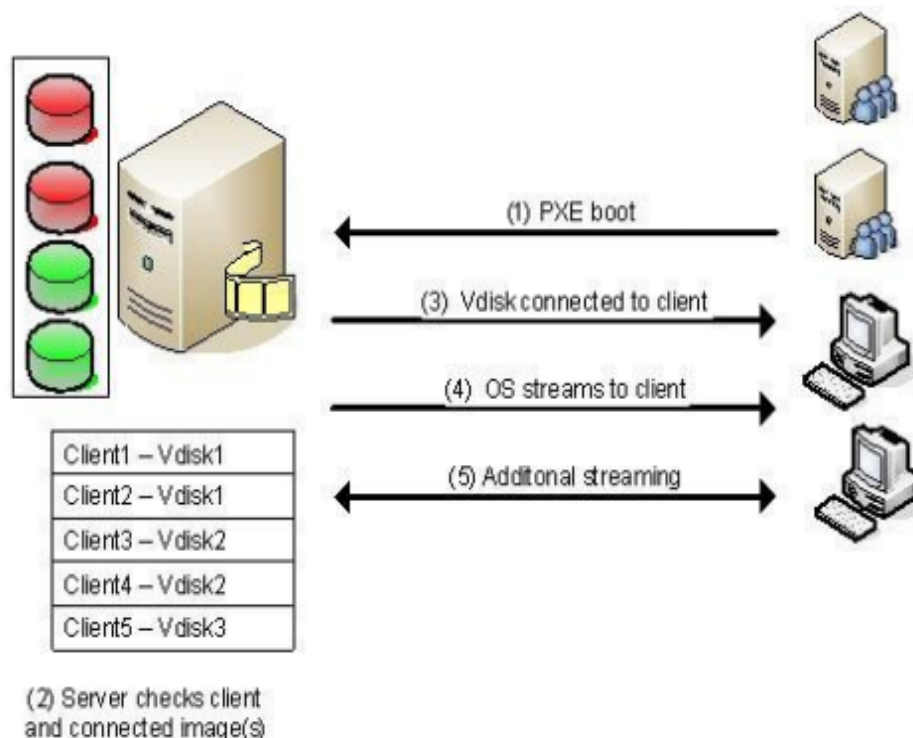 (1) PXE boot
(3) Vdisk connected to client
(4) OS streams to client
(5) Additonal streaming
Client1 – Vdisk1
Client2 – Vdisk1
Client3 – Vdisk2
Client4 – Vdisk2
Client5 – Vdisk3
(2) Server checks client
and connected image(s)